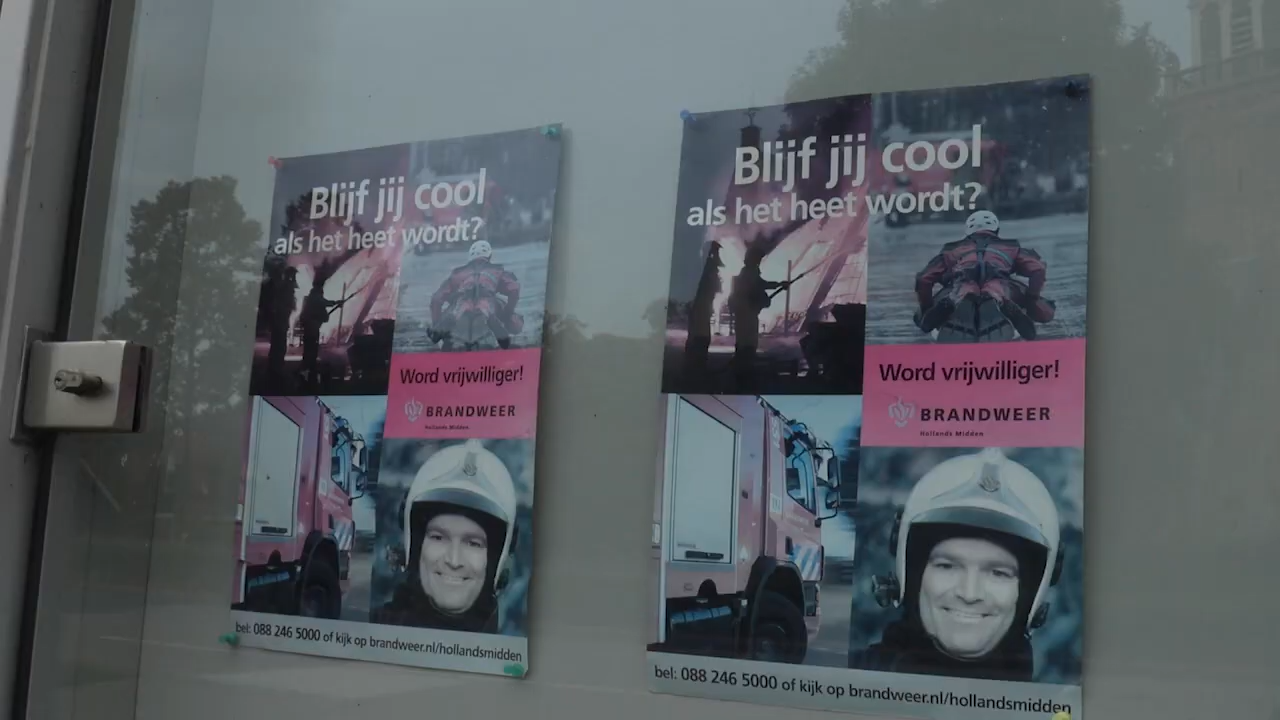 Blijf jij cool
als het heet wordt?
Word vrijwilliger!
BRANDWEER
Hollands Midden
bel: 088 246 5000 of kijk op brandweer.nl/hollandsmidden
Blijf jij cool
als het heet wordt?
Word vrijwilliger!
BRANDWEER
Hollands Midden
bel: 088 246 5000 of kijk op brandweer.nl/hollandsmidden